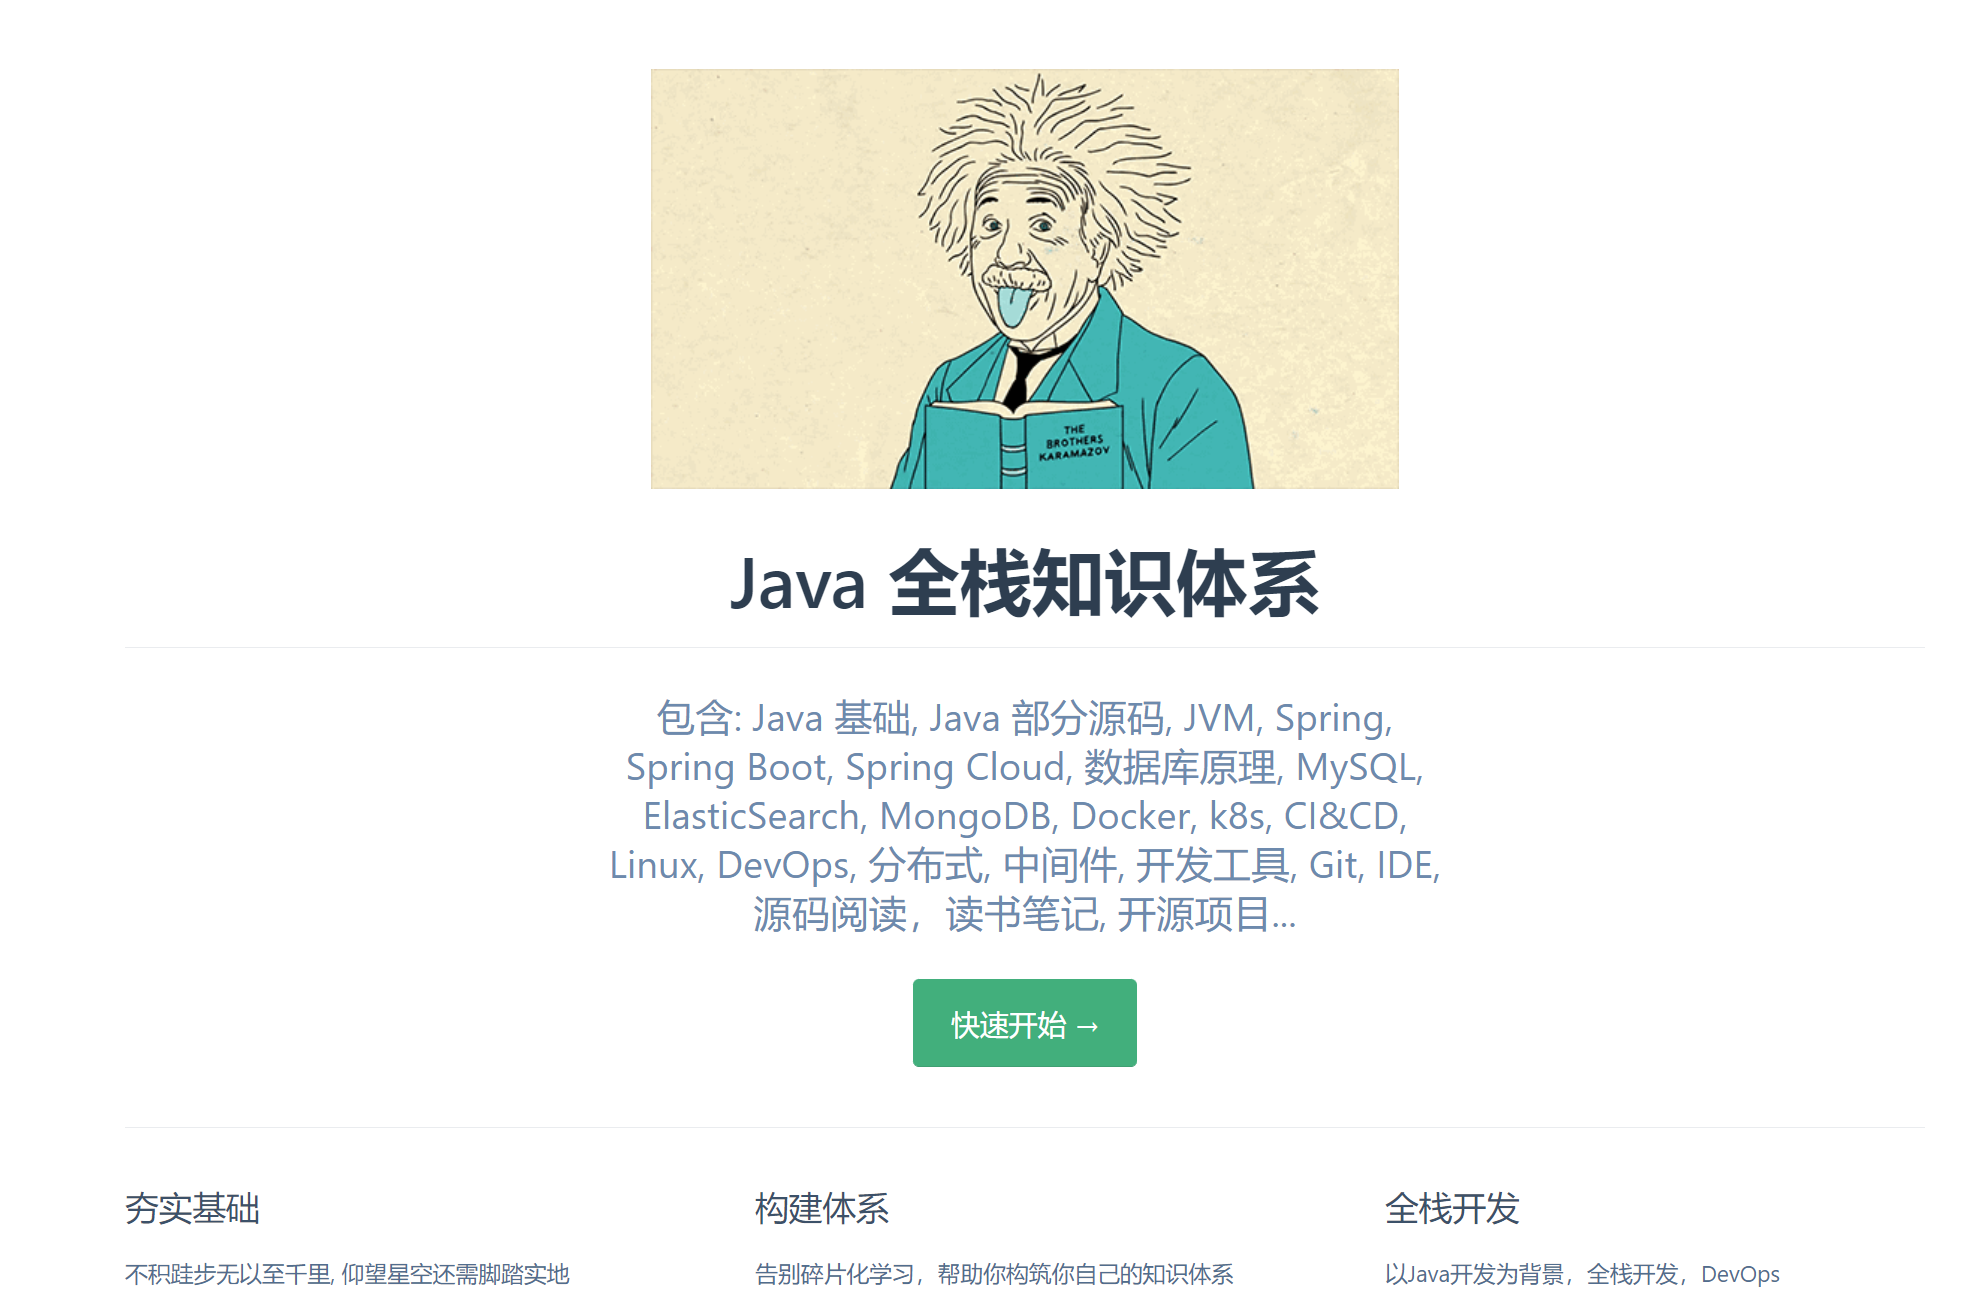 THE
BROTHERS
KARAMAZOV
Java 全栈知识体系
包含: Java 基础, Java 部分源码, JVM, Spring,
Spring Boot, Spring Cloud, 数据库原理, MySQL,
ElasticSearch, MongoDB, Docker, k8s, CI&CD,
Linux, DevOps, 分布式, 中间件, 开发工具, Git, IDE,
源码阅读，读书笔记, 开源项目...
快速开始 →
夯实基础
构建体系
全栈开发
不积跬步无以至千里, 仰望星空还需脚踏实地
告别碎片化学习，帮助你构筑你自己的知识体系
以Java开发为背景，全栈开发，DevOps